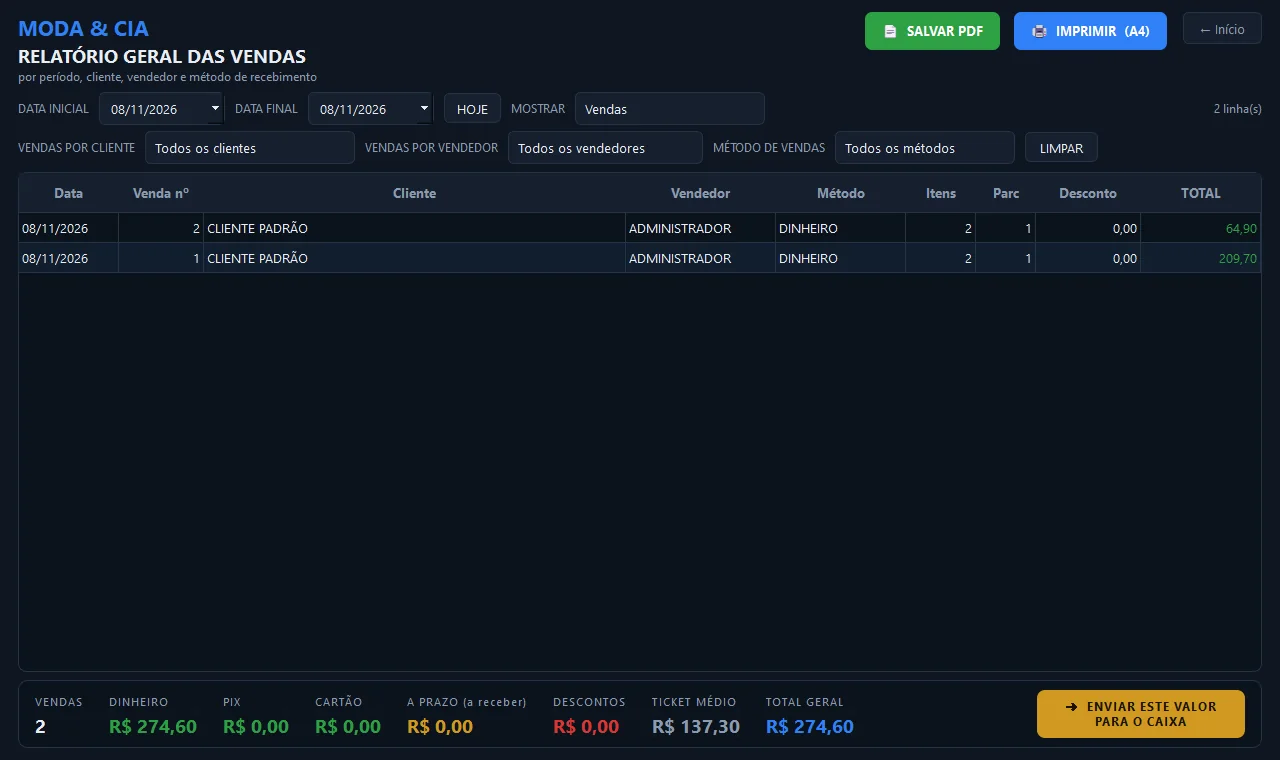 MODA & CIA
RELATÓRIO GERAL DAS VENDAS
por período, cliente, vendedor e método de recebimento
SALVAR PDF
IMPRIMIR (A4)
← Início
DATA INICIAL 08/11/2026 DATA FINAL 08/11/2026 HOJE MOSTRAR Vendas 2 linha(s)
VENDAS POR CLIENTE Todos os clientes VENDAS POR VENDEDOR Todos os vendedores MÉTODO DE VENDAS Todos os métodos LIMPAR
Data Venda nº Cliente Vendedor Método Itens Parc Desconto TOTAL
08/11/2026 2 CLIENTE PADRÃO ADMINISTRADOR DINHEIRO 2 1 0,00 64,90
08/11/2026 1 CLIENTE PADRÃO ADMINISTRADOR DINHEIRO 2 1 0,00 209,70
VENDAS DINHEIRO PIX CARTÃO A PRAZO (a receber) DESCONTOS TICKET MÉDIO TOTAL GERAL
2 R$ 274,60 R$ 0,00 R$ 0,00 R$ 0,00 R$ 0,00 R$ 137,30 R$ 274,60
➜ ENVIAR ESTE VALOR
PARA O CAIXA